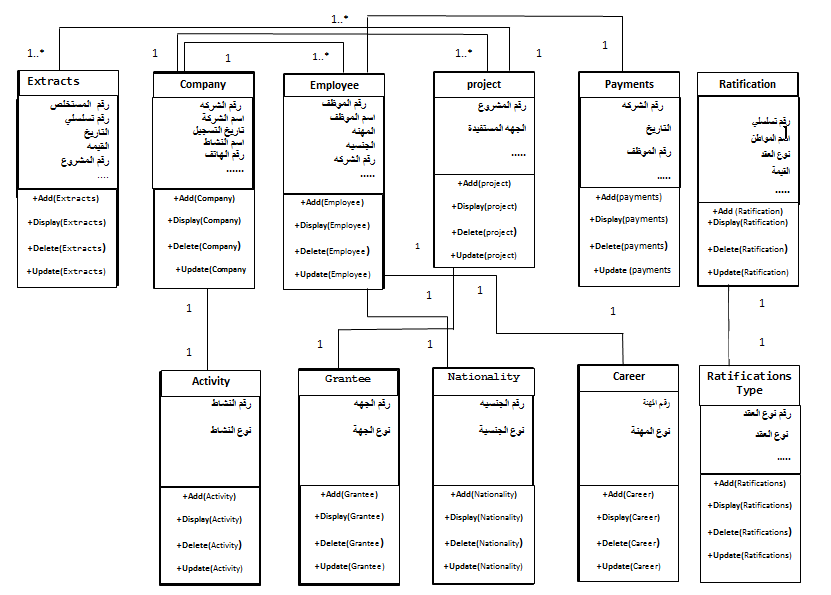 1..*
1..*
1
1
1..*
1..*
1
1
Extracts
رقم المستخلص
رقم تسلسلي
التاريخ
القيمه
رقم المشروع
....
+Add(Extracts)
+Display(Extracts)
+Delete(Extracts)
+Update(Extracts)
Company
رقم الشركه
اسم الشركة
تاريخ التسجيل
اسم النشاط
رقم الهاتف
......
+Add(Company)
+Display(Company)
+Delete(Company)
+Update(Company
Employee
رقم الموظف
اسم الموظف
المهنه
الجنسيه
رقم الشركه
.....
+Add(Employee)
+Display(Employee)
+Delete(Employee)
+Update(Employee)
project
رقم المشروع
الجهه المستفيدة
.....
+Add(project)
+Display(project)
+Delete(project)
+Update(project)
Payments
رقم الشركه
التاريخ
رقم الموظف
.....
+Add(payments)
+Display(payments)
+Delete(payments)
+Update (payments
Ratification
رقم تسلسلي
اسم المواطن
نوع العقد
القيمة
.....
+Add (Ratification)
+Display(Ratification)
+Delete(Ratification)
+Update(Ratification)
1
1
1
1
1
1
1
1
1
1
1
Activity
رقم النشاط
نوع النشاط
+Add(Activity)
+Display(Activity)
+Delete(Activity)
+Update(Activity)
Grantee
رقم الجهه
نوع الجهة
+Add(Grantee)
+Display(Grantee)
+Delete(Grantee)
+Update(Grantee)
Nationality
رقم الجنسيه
نوع الجنسية
+Add(Nationality)
+Display(Nationality)
+Delete(Nationality)
+Update(Nationality)
Career
رقم المهنة
نوع المهنة
+Add(Career)
+Display(Career)
+Delete(Career)
+Update(Career)
Ratifications
Type
رقم نوع العقد
نوع العقد
.....
+Add(Ratifications)
+Display(Ratifications)
+Delete(Ratifications)
+Update(Ratifications)